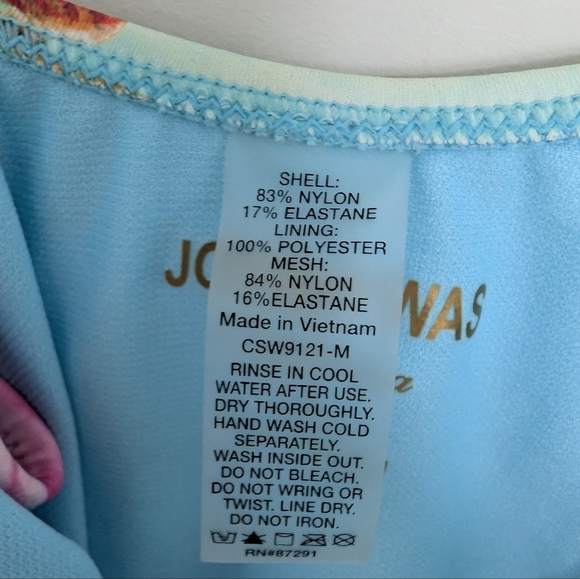 SHELL:
83% NYLON
17% ELASTANE
LINING:
100% POLYESTER
MESH:
84% NYLON
16%ELASTANE
Made in Vietnam
CSW9121-M
RINSE IN COOL
WATER AFTER USE.
DRY THOROUGHLY.
HAND WASH COLD
SEPARATELY.
WASH INSIDE OUT.
DO NOT BLEACH.
DO NOT WRING OR
TWIST. LINE DRY.
DO NOT IRON.
RN#87291